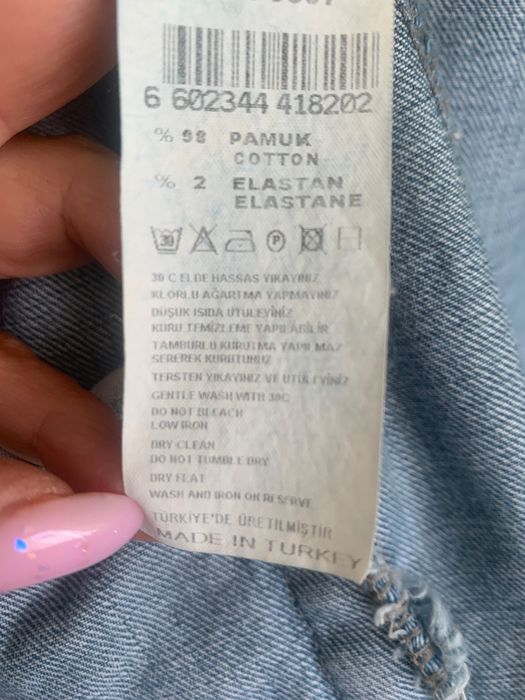 6 602344 418202
% 98 PAMUK
COTTON
% 2 ELASTAN
ELASTANE
30
P
30 C ELDE HASSAS YIKAYINIZ
KLORLU AĞARTMA YAPMAYINIZ
DÜŞÜK ISIDA ÜTÜLEYİNİZ
KURU TEMİZLEME YAPILABİLİR
TAMBURLU KURUTMA YAPILMAZ
SEREREK KURUTUNUZ
TERSTEN YIKAYINIZ VE ÜTÜLEYİNİZ
GENTLE WASH WITH 30C
DO NOT BLEACH
LOW IRON
DRY CLEAN
DO NOT TUMBLE DRY
DRY FLAT
WASH AND IRON ON RESERVE
TÜRKİYE'DE ÜRETİLMİŞTİR
MADE IN TURKEY